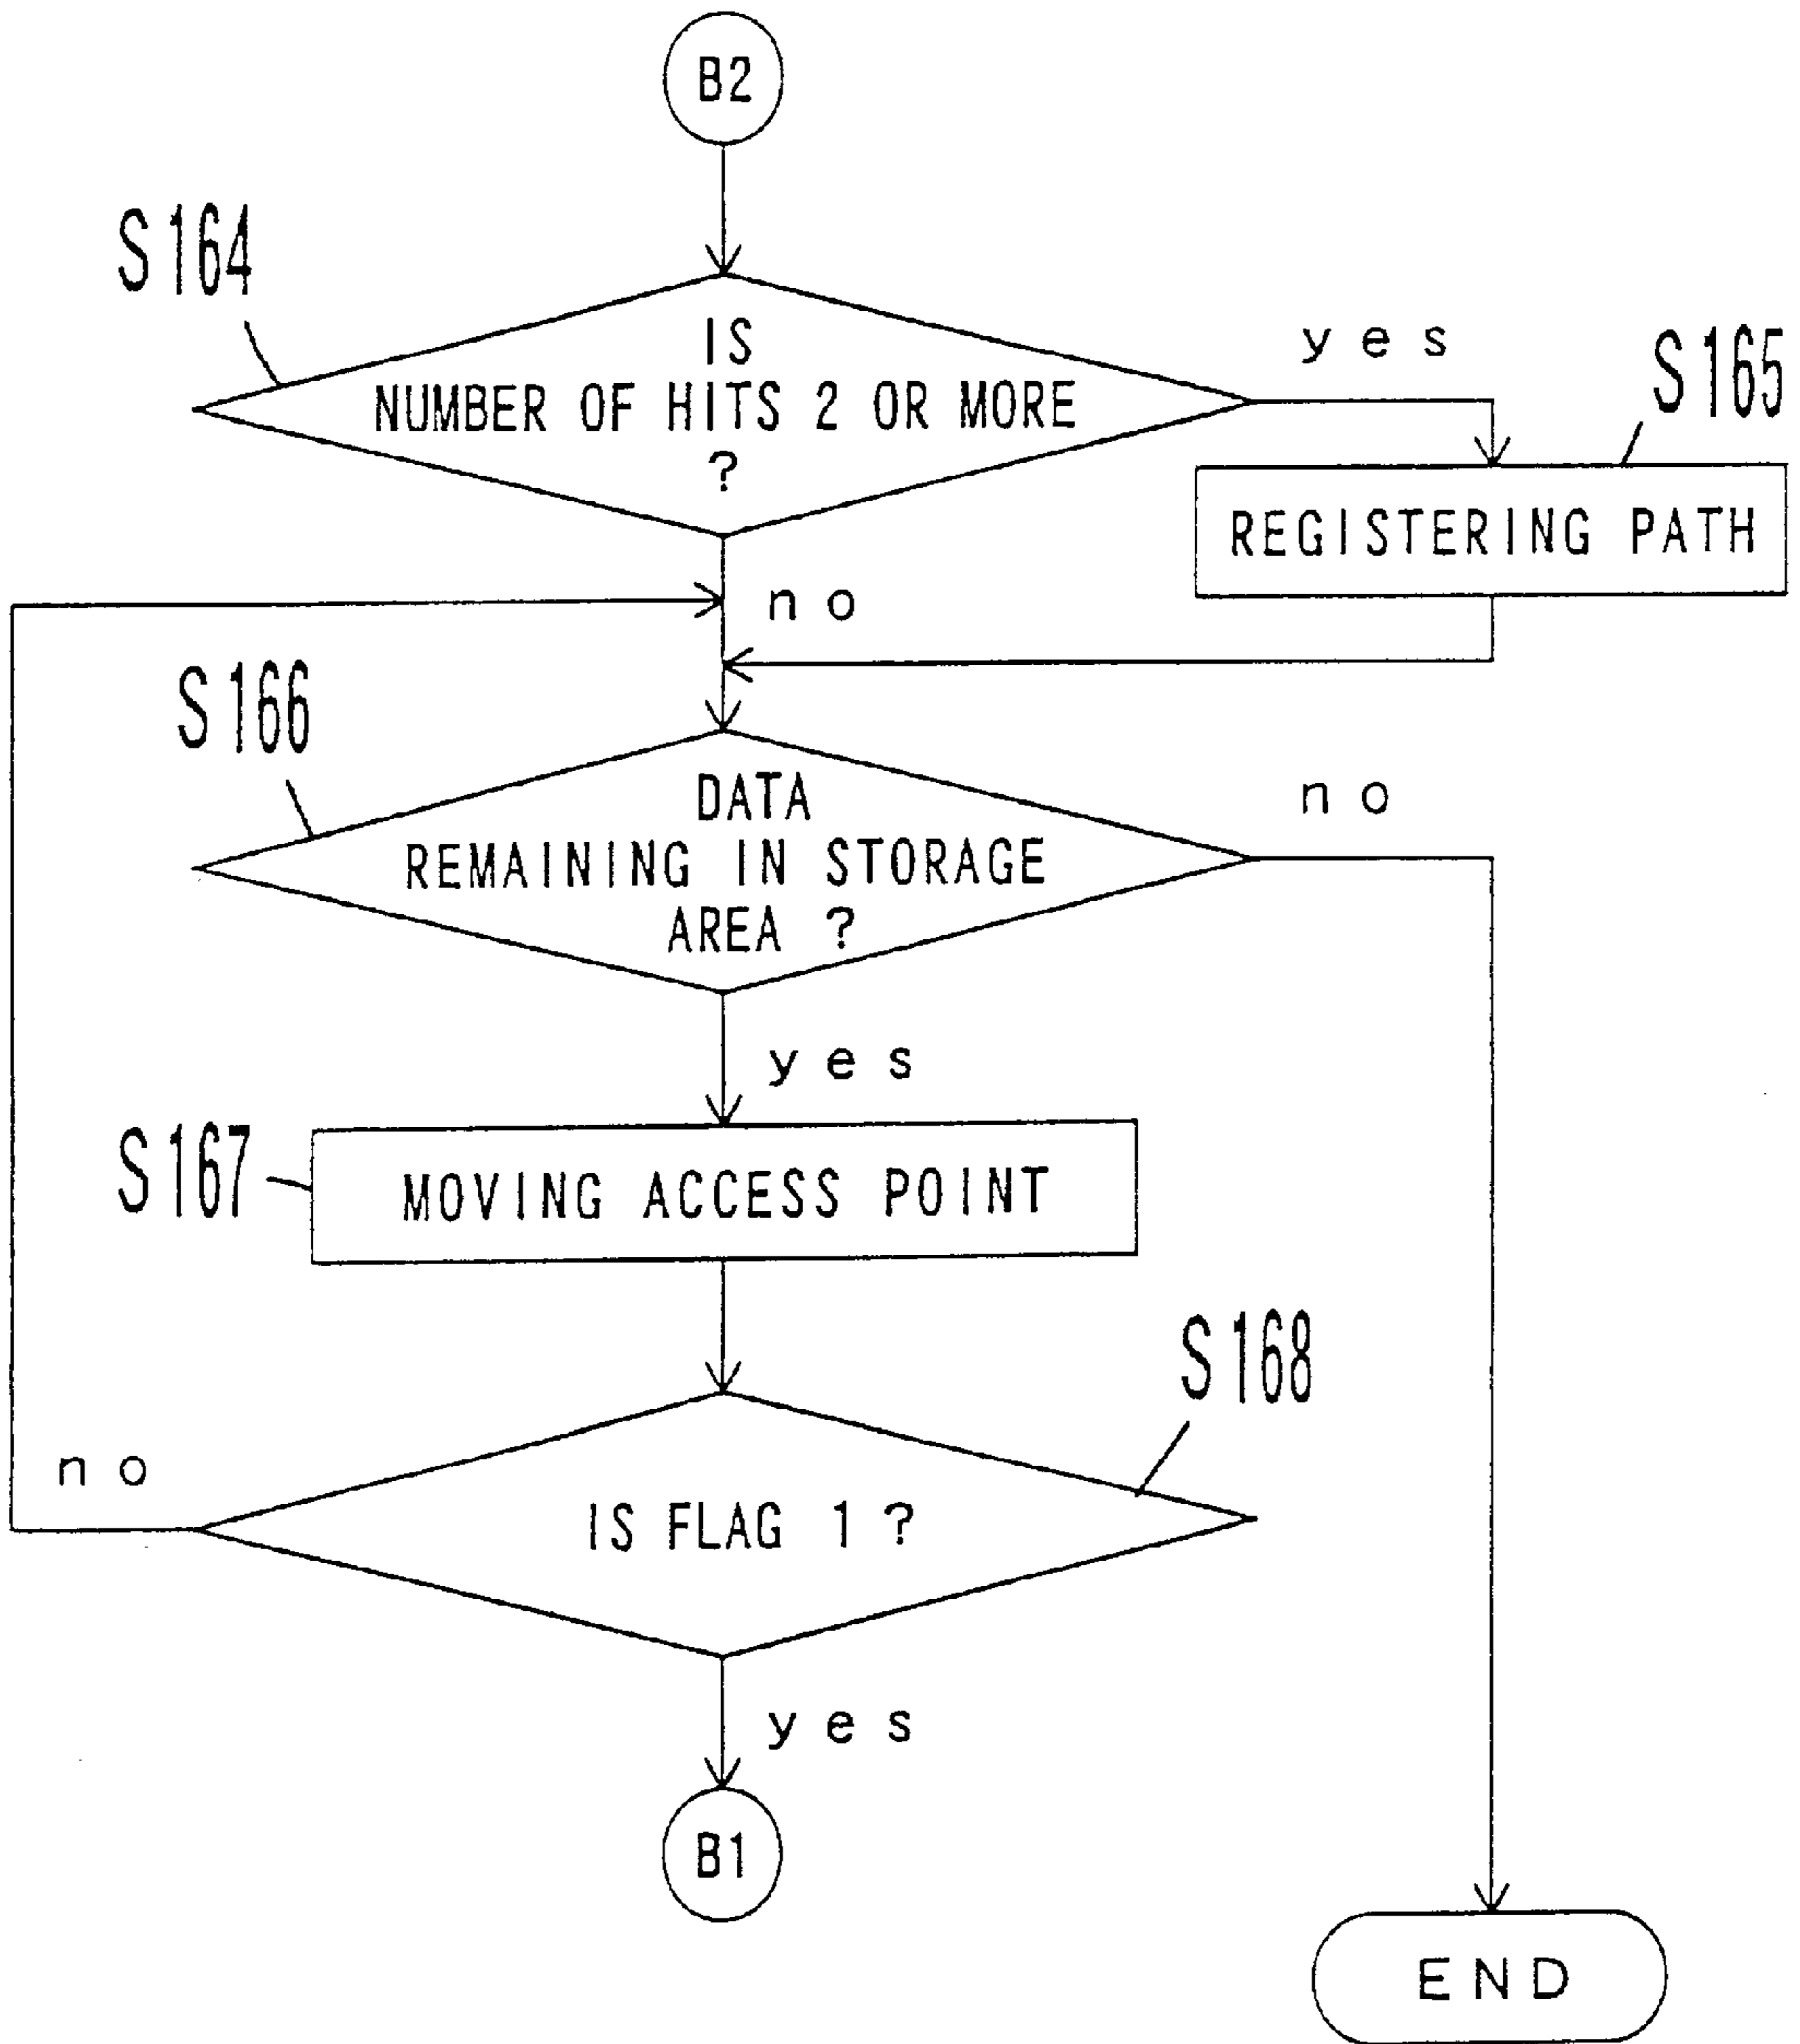 B2
S164
IS
NUMBER OF HITS 2 OR MORE
?
yes
S165
REGISTERING PATH
no
S166
DATA
REMAINING IN STORAGE
AREA ?
no
yes
S167
MOVING ACCESS POINT
S168
no
IS FLAG 1 ?
yes
B1
END